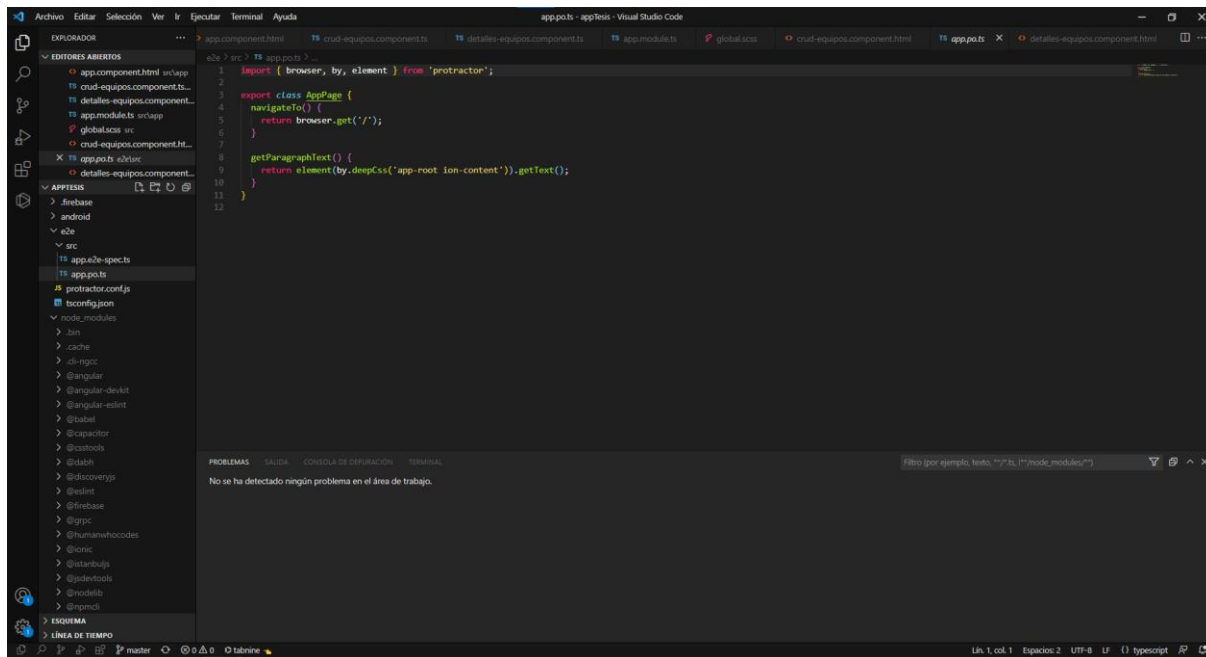 Archivo Editar Selección Ver Ir Ejecutar Terminal Ayuda
app.po.ts - appTesis - Visual Studio Code
EXPLORADOR
EDITORES ABIERTOS
app.component.html src\app
crud-equipos.component.ts...
detalles-equipos.component...
app.module.ts src\app
global.scss src
crud-equipos.component.ht...
app.po.ts e2e\src
detalles-equipos.component...
APPTESIS
.firebase
android
e2e
src
app.e2e-spec.ts
app.po.ts
protractor.conf.js
tsconfig.json
node_modules
.bin
.cache
.cli-ngcc
@angular
@angular-devkit
@angular-eslint
@babel
@capacitor
@csstools
@dabh
@discoveryjs
@eslint
@firebase
@grpc
@humanwhocodes
@ionic
@istanbuljs
@jsdevtools
@nodelib
@npmcli
ESQUEMA
LÍNEA DE TIEMPO
app.component.html TS crud-equipos.component.ts TS detalles-equipos.component.ts TS app.module.ts global.scss crud-equipos.component.html TS app.po.ts detalles-equipos.component.html
e2e > src > TS app.po.ts > ...
1 import { browser, by, element } from 'protractor';
2
3 export class AppPage {
4 navigateTo() {
5 return browser.get('/');
6 }
7
8 getParagraphText() {
9 return element(by.deepCss('app-root ion-content')).getText();
10 }
11 }
12
PROBLEMAS SALIDA CONSOLA DE DEPURACIÓN TERMINAL
Filtro (por ejemplo, texto, **/*.ts, !**/node_modules/**)
No se ha detectado ningún problema en el área de trabajo.
master 0 0 tabnine
Lín. 1, col. 1 Espacios: 2 UTF-8 LF {} typescript